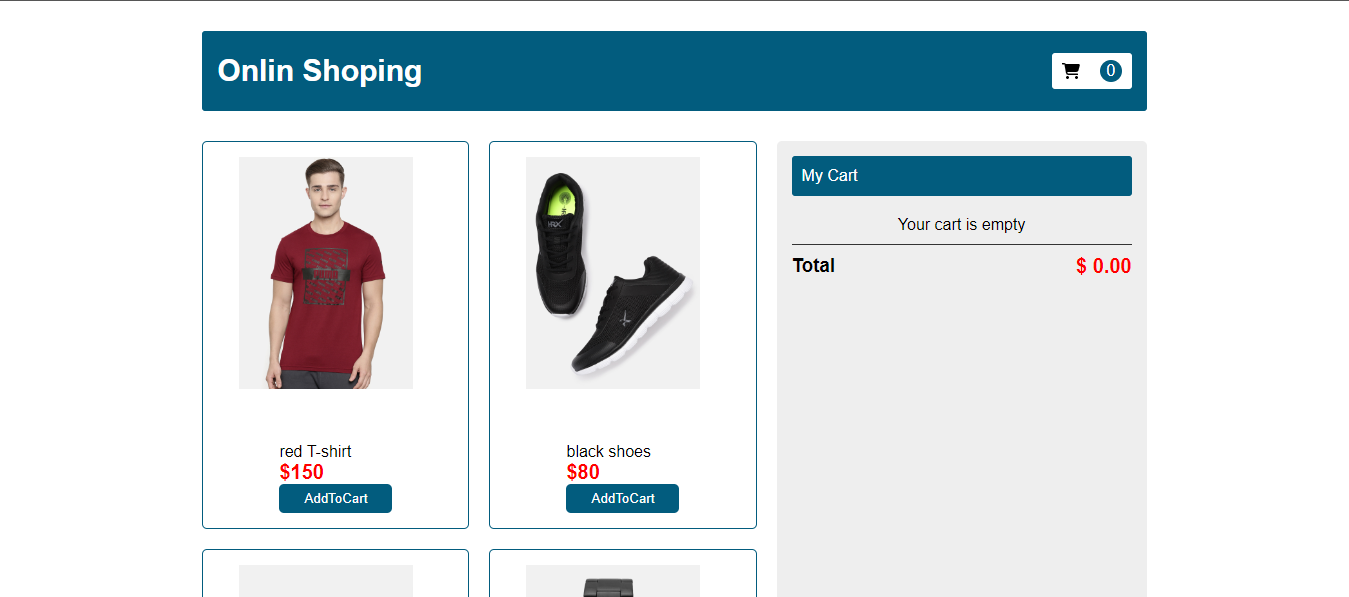 Onlin Shoping
0
My Cart
Your cart is empty
Total
$ 0.00
red T-shirt
$150
AddToCart
black shoes
$80
AddToCart